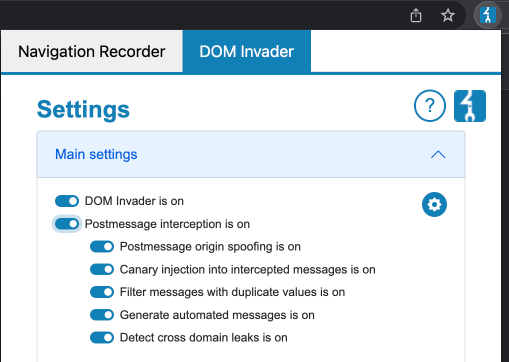 Navigation Recorder
DOM Invader
Settings
?
Main settings
DOM Invader is on
Postmessage interception is on
Postmessage origin spoofing is on
Canary injection into intercepted messages is on
Filter messages with duplicate values is on
Generate automated messages is on
Detect cross domain leaks is on